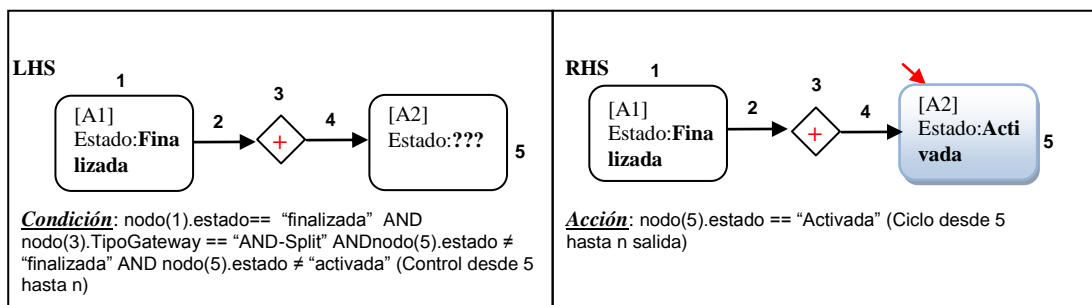 LHS
1
[A1]
Estado:Fina
lizada
2
3
+
4
[A2]
Estado:???
5
Condición: nodo(1).estado== “finalizada” AND
nodo(3).TipoGateway == “AND-Split” ANDnodo(5).estado ≠
“finalizada” AND nodo(5).estado ≠ “activada” (Control desde 5
hasta n)
RHS
1
[A1]
Estado:Fina
lizada
2
3
+
4
[A2]
Estado:Acti
vada
5
Acción: nodo(5).estado == “Activada” (Ciclo desde 5
hasta n salida)